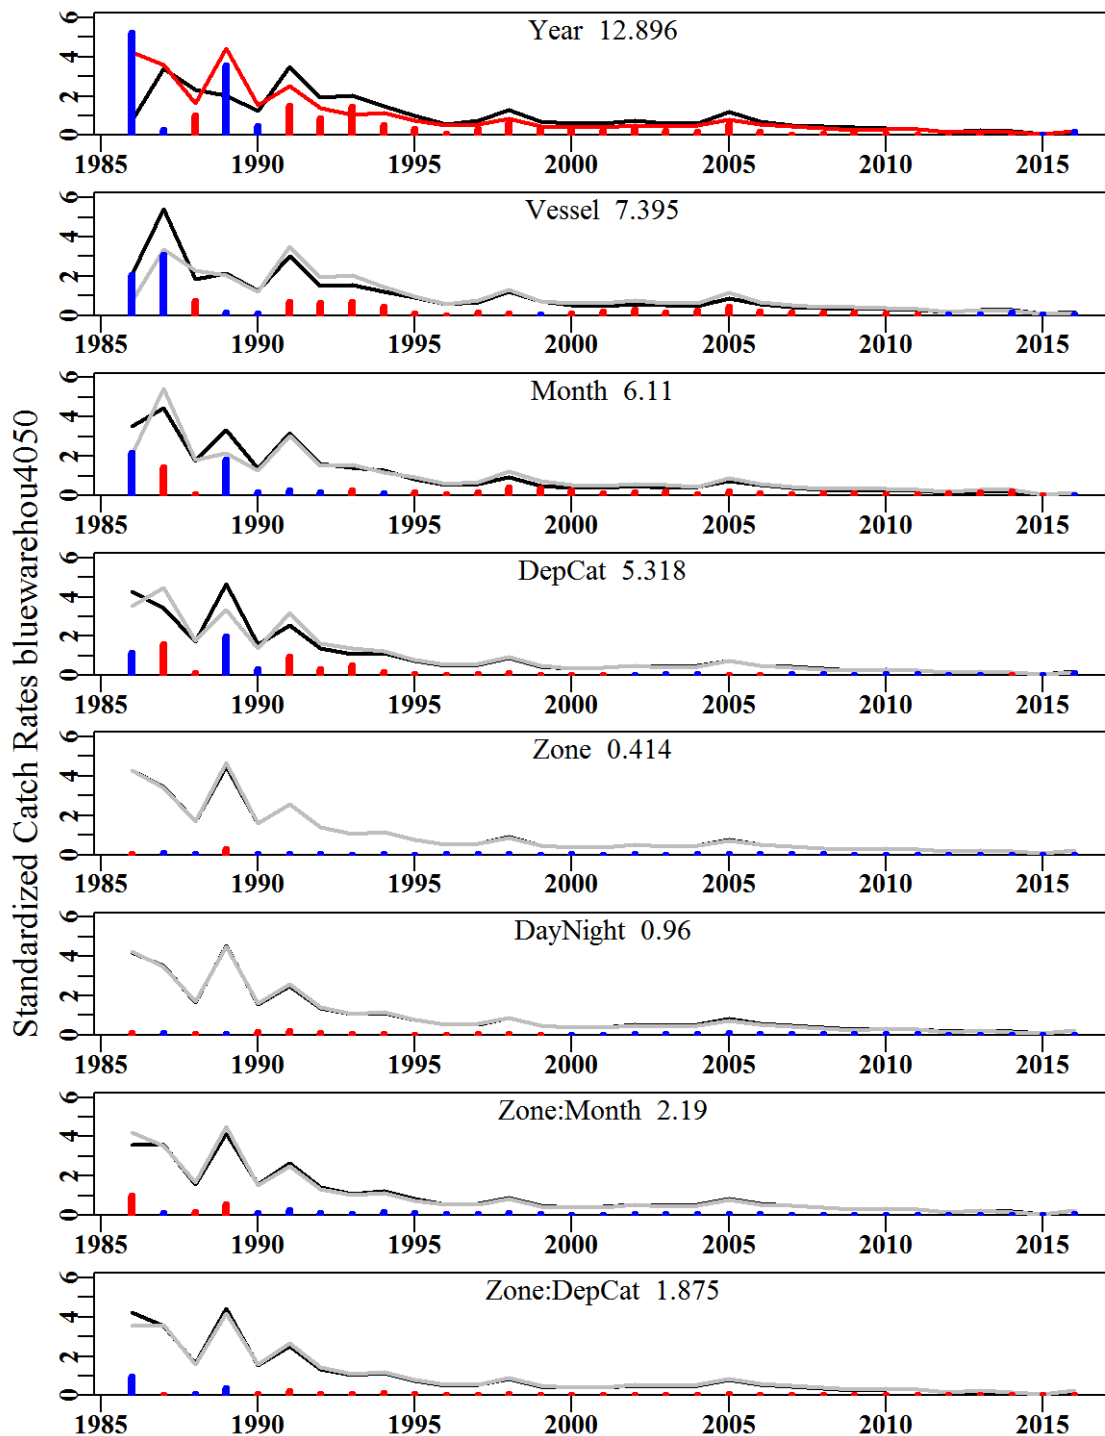 Standardized Catch Rates bluewarehou4050
Year 12.896
0 2 4 6
1985 1990 1995 2000 2005 2010 2015
Vessel 7.395
0 2 4 6
1985 1990 1995 2000 2005 2010 2015
Month 6.11
0 2 4 6
1985 1990 1995 2000 2005 2010 2015
DepCat 5.318
0 2 4 6
1985 1990 1995 2000 2005 2010 2015
Zone 0.414
0 2 4 6
1985 1990 1995 2000 2005 2010 2015
DayNight 0.96
0 2 4 6
1985 1990 1995 2000 2005 2010 2015
Zone:Month 2.19
0 2 4 6
1985 1990 1995 2000 2005 2010 2015
Zone:DepCat 1.875
0 2 4 6
1985 1990 1995 2000 2005 2010 2015